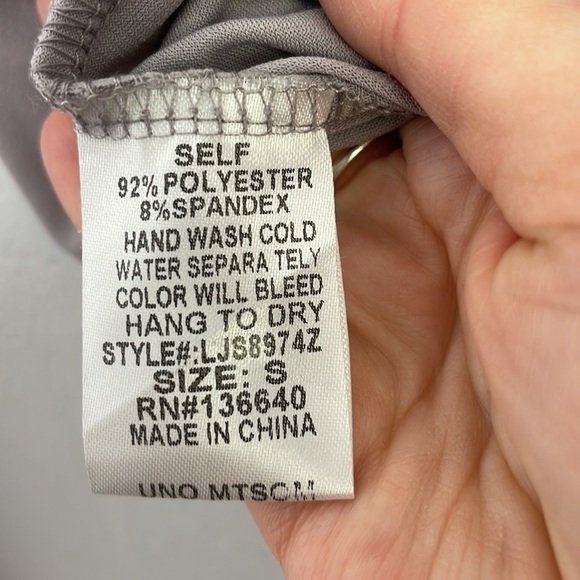 SELF
92% POLYESTER
8%SPANDEX
HAND WASH COLD
WATER SEPARA TELY
COLOR WILL BLEED
HANG TO DRY
STYLE#:LJS8974Z
SIZE: S
RN#136640
MADE IN CHINA
UNO